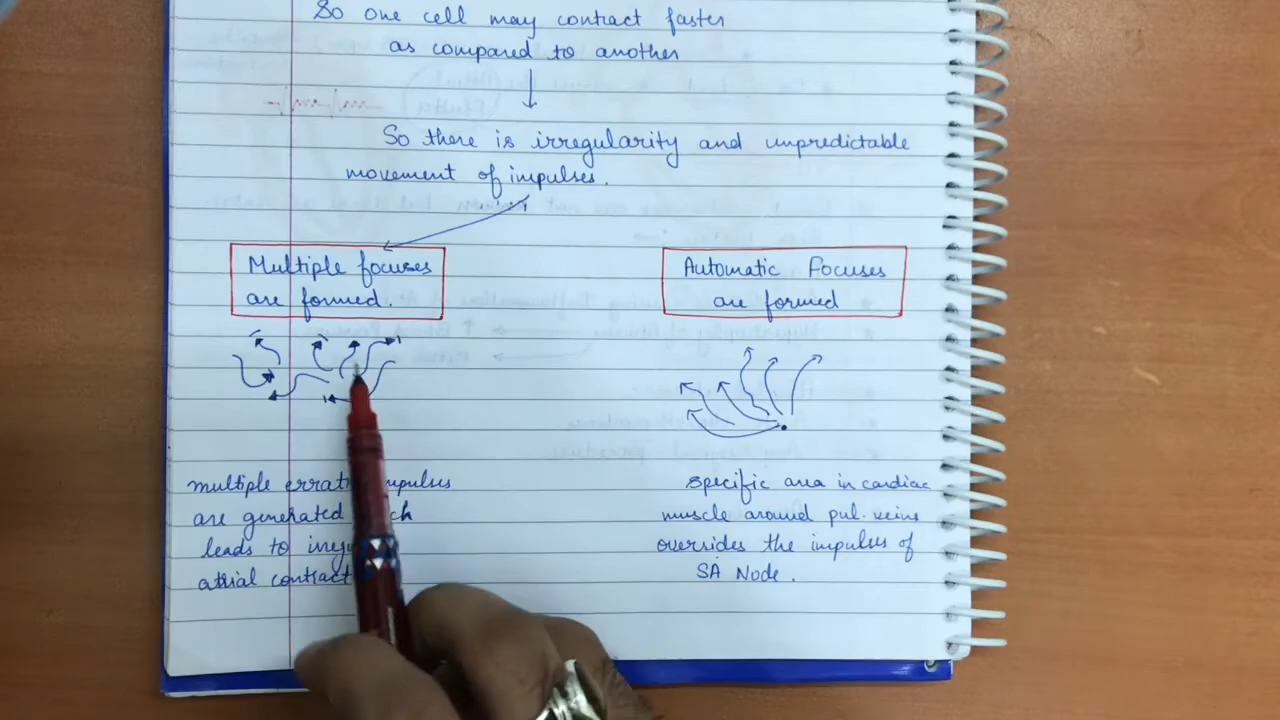 So one cell may contract faster
as compared to another
So there is irregularity and unpredictable
movement of impulses.
Multiple focuses
are formed.
Automatic Focuses
are formed
multiple
are generated
leads to
atrial
specific area in cardiac
muscle around pul. veins
overrides the impulses of
SA Node.